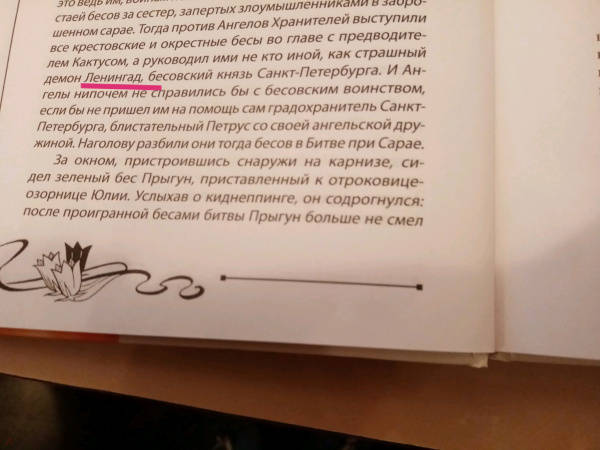 это ведь им, войны
стаей бесов за сестер, запертых злоумышленниками в забро-
шенном сарае. Тогда против Ангелов Хранителей выступили
все крестовские и окрестные бесы во главе с предводите-
лем Кактусом, а руководил ими не кто иной, как страшный
демон Ленингад, бесовский князь Санкт-Петербурга. И Ан-
гелы нипочем не справились бы с бесовским воинством,
если бы не пришел им на помощь сам градохранитель Санкт-
Петербурга, блистательный Петрус со своей ангельской дру-
жиной. Наголову разбили они тогда бесов в Битве при Сарае.
За окном, пристроившись снаружи на карнизе, си-
дел зеленый бес Прыгун, приставленный к отроковице-
озорнице Юлии. Услыхав о киднеппинге, он содрогнулся:
после проигранной бесами битвы Прыгун больше не смел